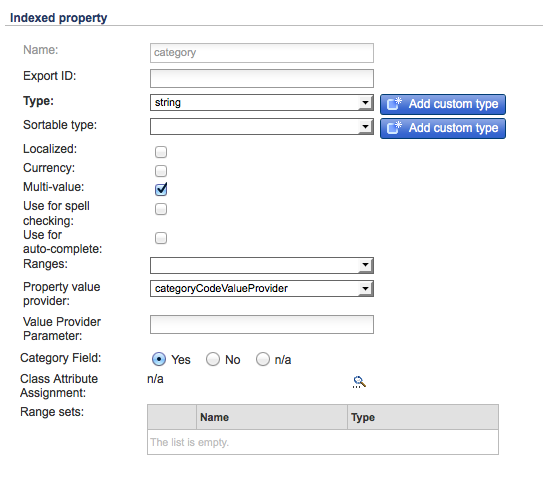 Indexed property
Name: category
Export ID:
Type: string Add custom type
Sortable type: Add custom type
Localized:
Currency:
Multi-value:
Use for spell
checking:
Use for
auto-complete:
Ranges:
Property value
provider: categoryCodeValueProvider
Value Provider
Parameter:
Category Field: Yes No n/a
Class Attribute
Assignment: n/a
Range sets: Name Type
The list is empty.